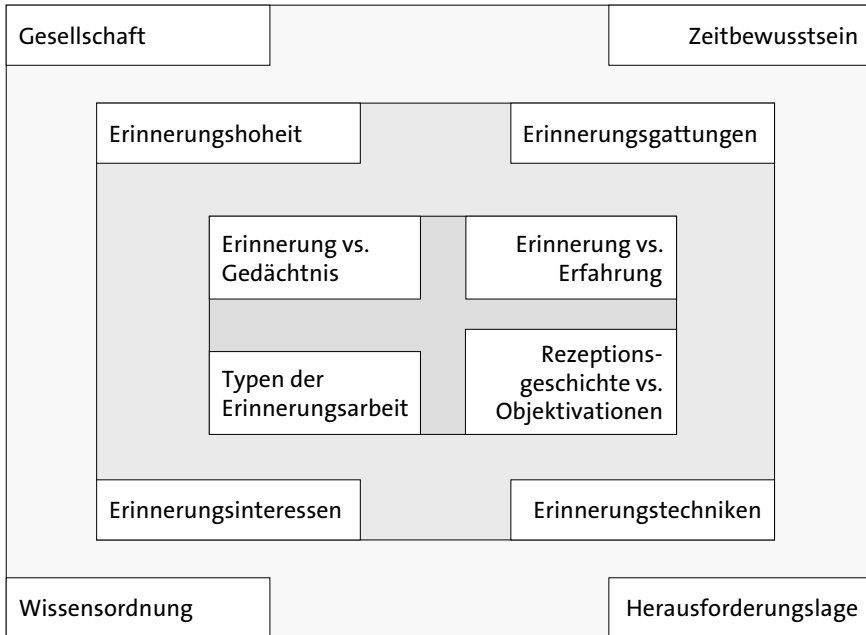 Gesellschaft
Zeitbewusstsein
Erinnerungshoheit
Erinnerungsgattungen
Erinnerung vs.
Gedächtnis
Erinnerung vs.
Erfahrung
Typen der
Erinnerungsarbeit
Rezeptions-
geschichte vs.
Objektivationen
Erinnerungsinteressen
Erinnerungstechniken
Wissensordnung
Herausforderungslage